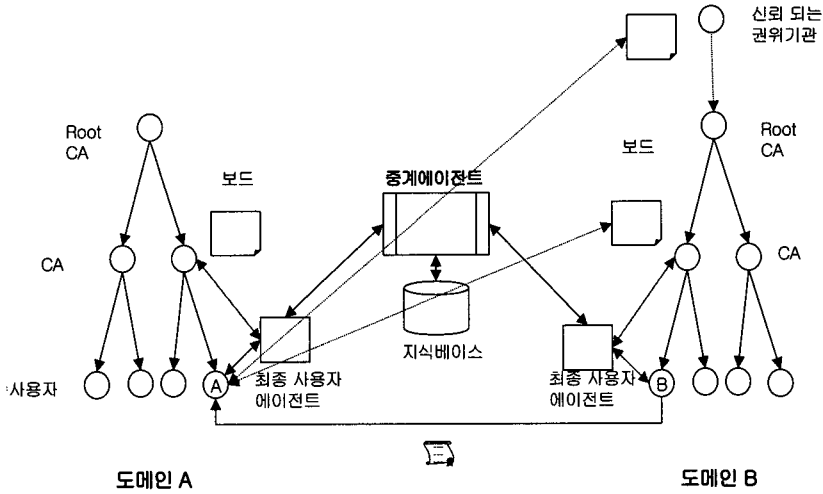 신뢰 되는
권위기관
Root
CA
보드
중계에이전트
보드
Root
CA
CA
CA
지식베이스
사용자
A
최종 사용자
에이전트
최종 사용자
에이전트
B
도메인 A
도메인 B